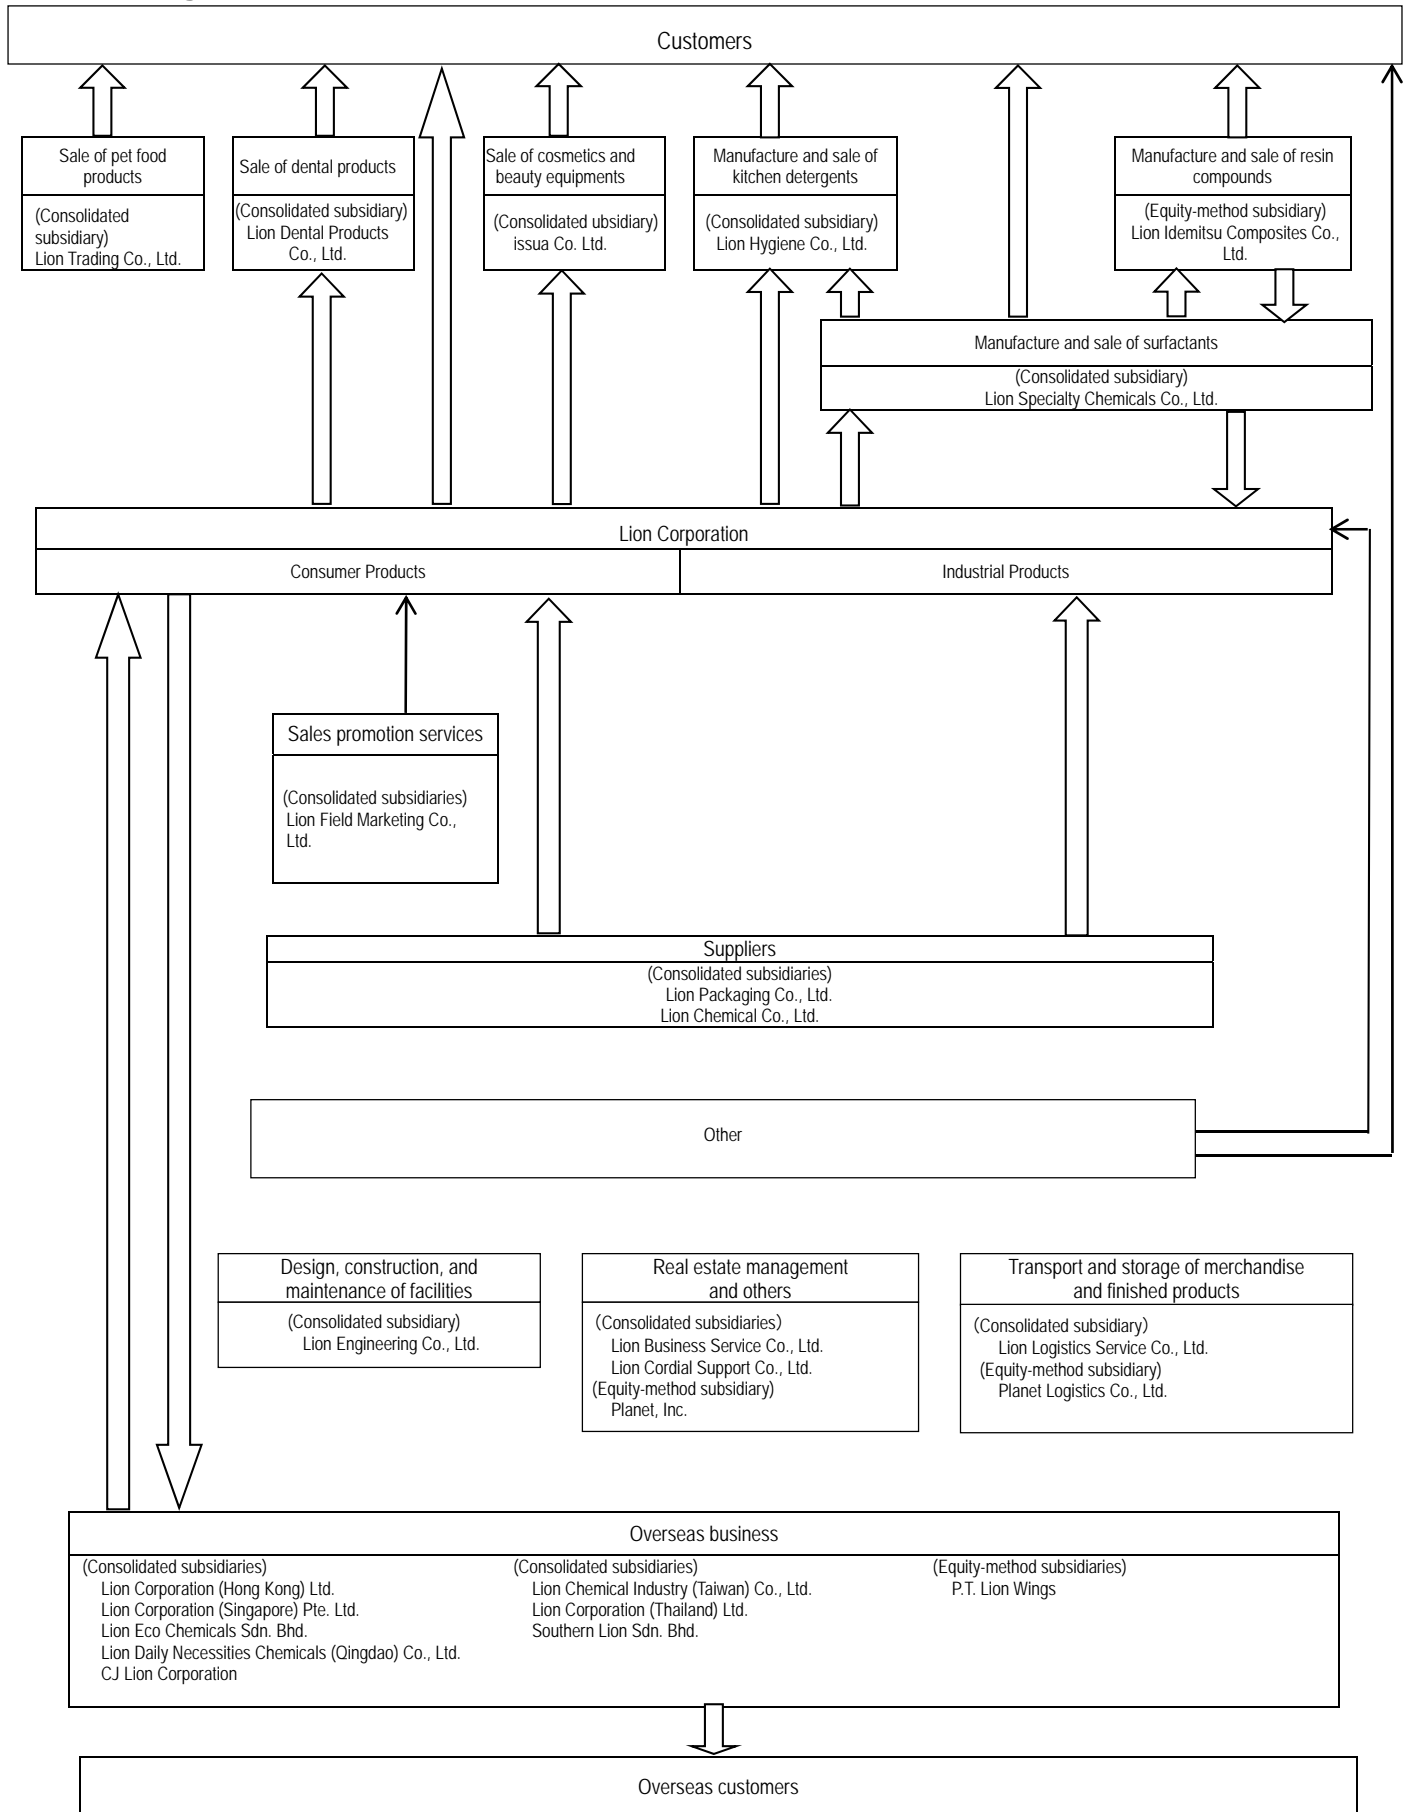 Customers
Sale of pet food
products
(Consolidated
subsidiary)
Lion Trading Co., Ltd.
Sale of dental products
(Consolidated subsidiary)
Lion Dental Products
Co., Ltd.
Sale of cosmetics and
beauty equipments
(Consolidated ubsidiary)
issua Co. Ltd.
Manufacture and sale of
kitchen detergents
(Consolidated subsidiary)
Lion Hygiene Co., Ltd.
Manufacture and sale of resin
compounds
(Equity-method subsidiary)
Lion Idemitsu Composites Co.,
Ltd.
Manufacture and sale of surfactants
(Consolidated subsidiary)
Lion Specialty Chemicals Co., Ltd.
Lion Corporation
Consumer Products
Industrial Products
Sales promotion services
(Consolidated subsidiaries)
Lion Field Marketing Co.,
Ltd.
Suppliers
(Consolidated subsidiaries)
Lion Packaging Co., Ltd.
Lion Chemical Co., Ltd.
Other
Design, construction, and
maintenance of facilities
(Consolidated subsidiary)
Lion Engineering Co., Ltd.
Real estate management
and others
(Consolidated subsidiaries)
Lion Business Service Co., Ltd.
Lion Cordial Support Co., Ltd.
(Equity-method subsidiary)
Planet, Inc.
Transport and storage of merchandise
and finished products
(Consolidated subsidiary)
Lion Logistics Service Co., Ltd.
(Equity-method subsidiary)
Planet Logistics Co., Ltd.
Overseas business
(Consolidated subsidiaries)
Lion Corporation (Hong Kong) Ltd.
Lion Corporation (Singapore) Pte. Ltd.
Lion Eco Chemicals Sdn. Bhd.
Lion Daily Necessities Chemicals (Qingdao) Co., Ltd.
CJ Lion Corporation
(Consolidated subsidiaries)
Lion Chemical Industry (Taiwan) Co., Ltd.
Lion Corporation (Thailand) Ltd.
Southern Lion Sdn. Bhd.
(Equity-method subsidiaries)
P.T. Lion Wings
Overseas customers